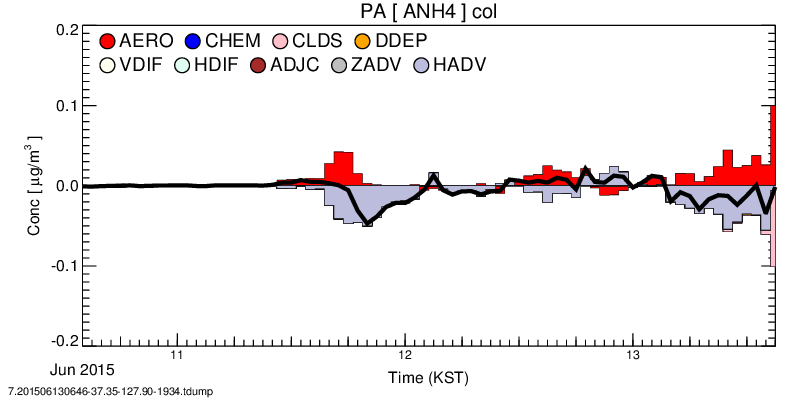 PA [ ANH4 ] col
AERO CHEM CLDS DDEP
VDIF HDIF ADJC ZADV HADV
0.2
0.1
0.0
-0.1
-0.2
Conc [ μg/m³ ]
11 12 13
Jun 2015
Time (KST)
7.201506130646-37.35-127.90-1934.tdump